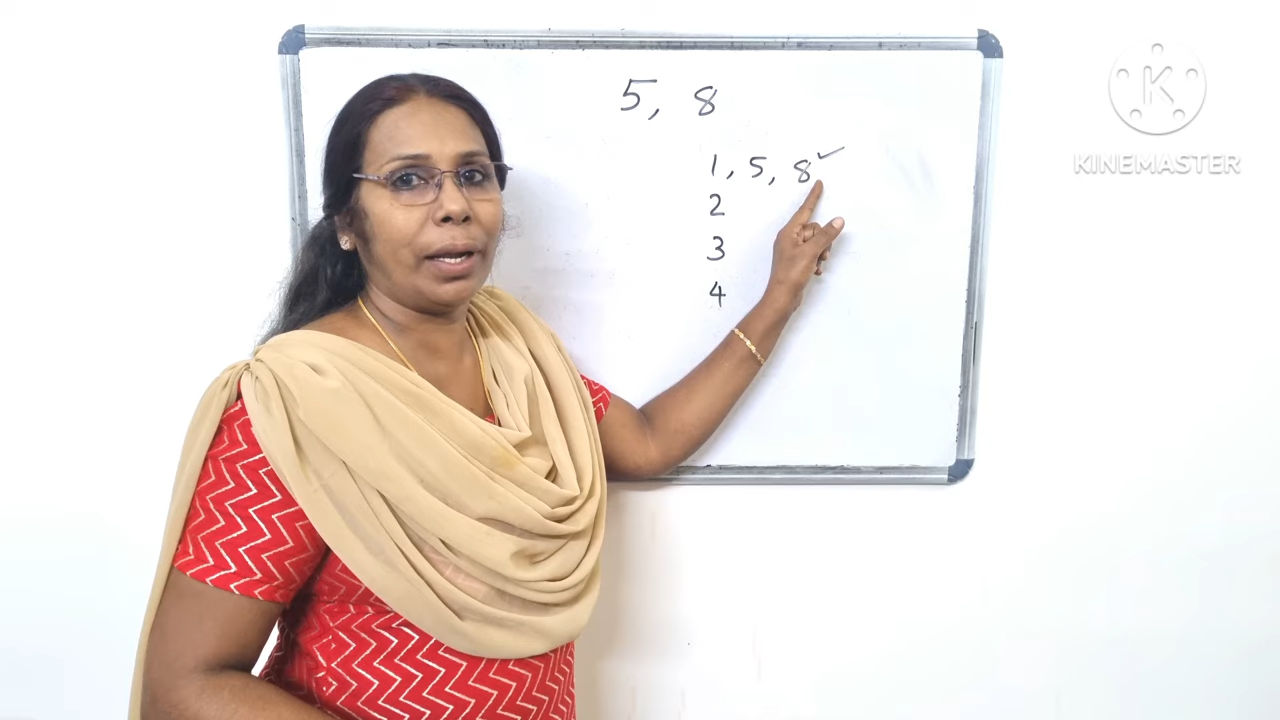 5, 8
1, 5, 8 ✓
2
3
4
K
KINEMASTER